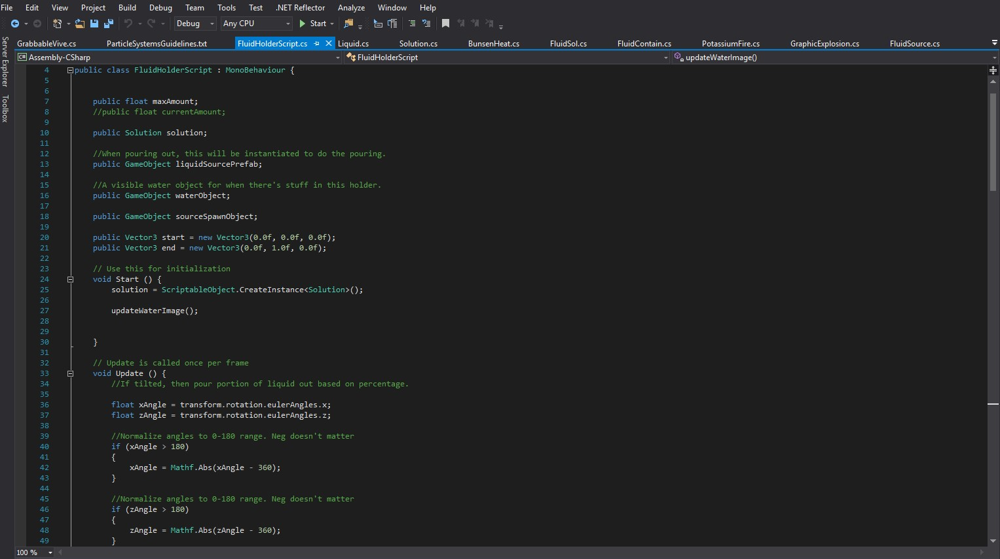 File Edit View Project Build Debug Team Tools Test .NET Reflector Analyze Window Help
Debug Any CPU Start
GrabbableVive.cs ParticleSystemsGuidelines.txt FluidHolderScript.cs Liquid.cs Solution.cs BunsenHeat.cs FluidSol.cs FluidContain.cs PotassiumFire.cs GraphicExplosion.cs FluidSource.cs
Server Explorer
Toolbox
C# Assembly-CSharp FluidHolderScript updateWaterImage()
4 public class FluidHolderScript : MonoBehaviour {
5
6
7 public float maxAmount;
8 //public float currentAmount;
9
10 public Solution solution;
11
12 //When pouring out, this will be instantiated to do the pouring.
13 public GameObject liquidSourcePrefab;
14
15 //A visible water object for when there's stuff in this holder.
16 public GameObject waterObject;
17
18 public GameObject sourceSpawnObject;
19
20 public Vector3 start = new Vector3(0.0f, 0.0f, 0.0f);
21 public Vector3 end = new Vector3(0.0f, 1.0f, 0.0f);
22
23 // Use this for initialization
24 void Start () {
25 solution = ScriptableObject.CreateInstance<Solution>();
26
27 updateWaterImage();
28
29
30 }
31
32 // Update is called once per frame
33 void Update () {
34 //If tilted, then pour portion of liquid out based on percentage.
35
36 float xAngle = transform.rotation.eulerAngles.x;
37 float zAngle = transform.rotation.eulerAngles.z;
38
39 //Normalize angles to 0-180 range. Neg doesn't matter
40 if (xAngle > 180)
41 {
42 xAngle = Mathf.Abs(xAngle - 360);
43 }
44
45 //Normalize angles to 0-180 range. Neg doesn't matter
46 if (zAngle > 180)
47 {
48 zAngle = Mathf.Abs(zAngle - 360);
49 }
100 %